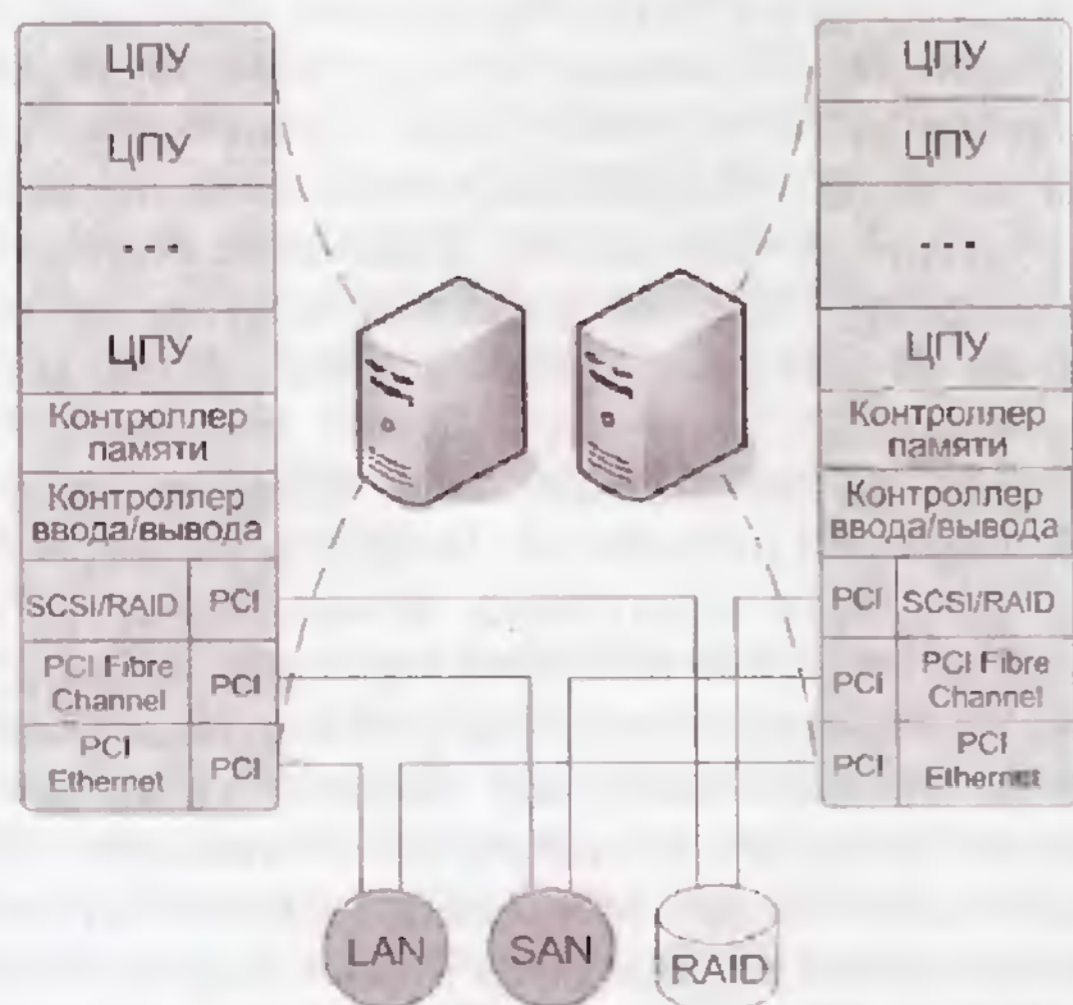 ЦПУ
ЦПУ
...
ЦПУ
Контроллер
памяти
Контроллер
ввода/вывода
SCSI/RAID PCI
PCI Fibre
Channel
PCI
PCI
Ethernet
PCI
ЦПУ
ЦПУ
...
ЦПУ
Контроллер
памяти
Контроллер
ввода/вывода
PCI SCSI/RAID
PCI
PCI Fibre
Channel
PCI
PCI
Ethernet
LAN
SAN
RAID